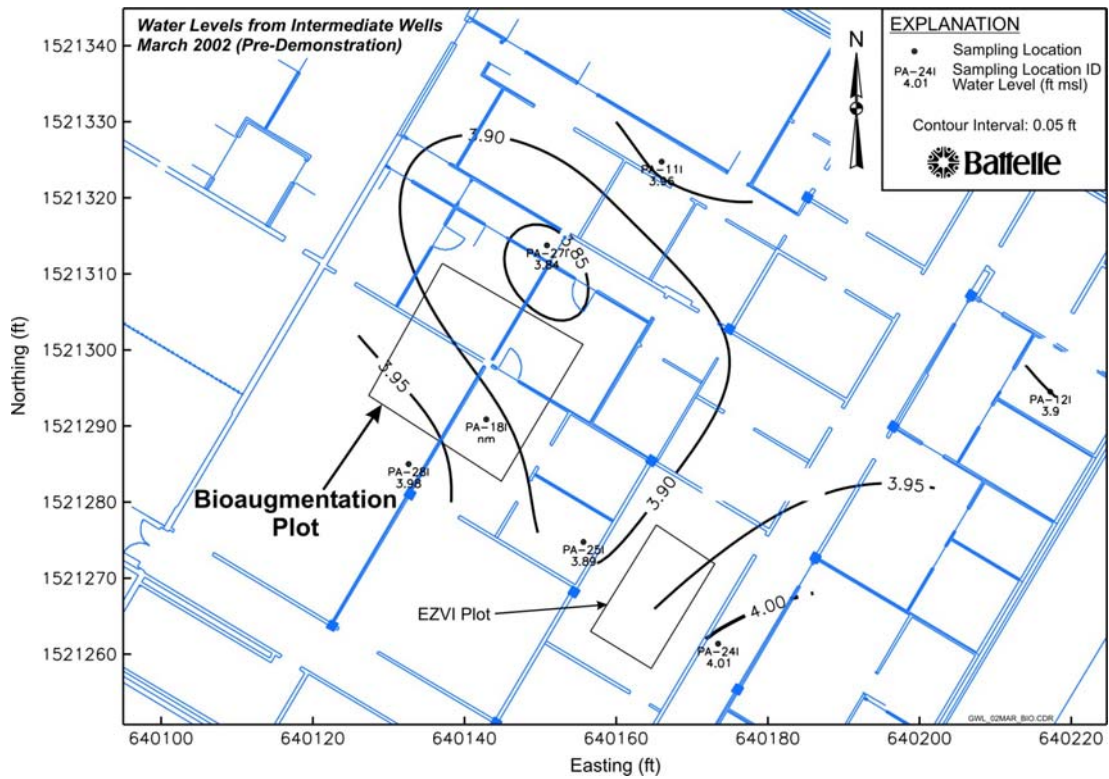 Water Levels from Intermediate Wells
March 2002 (Pre-Demonstration)
N
EXPLANATION
Sampling Location
PA-24I Sampling Location ID
4.01 Water Level (ft msl)
Contour Interval: 0.05 ft
Battelle
1521340
1521330
1521320
1521310
1521300
1521290
1521280
1521270
1521260
Northing (ft)
3.90
PA-11I
3.96
3.85
PA-27I
3.84
3.95
PA-18I
nm
PA-28I
3.98
Bioaugmentation
Plot
PA-12I
3.9
3.95
3.90
PA-25I
3.89
EZVI Plot
4.00
PA-24I
4.01
GWL_02MAR_BIO.CDR
640100
640120
640140
640160
640180
640200
640220
Easting (ft)